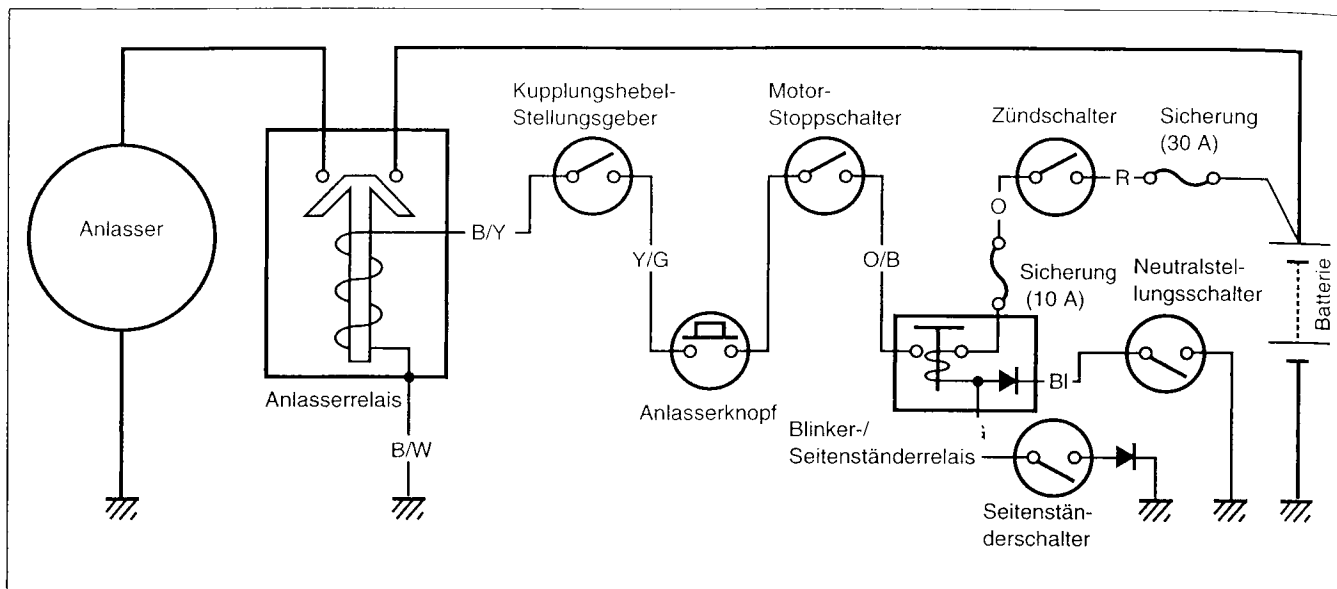 Anlasser
Anlasserrelais
B/W
B/Y
Kupplungshebel-
Stellungsgeber
Y/G
Anlasserknopf
Motor-
Stoppschalter
O/B
Zündschalter
O
R
Sicherung
(30 A)
Sicherung
(10 A)
Neutralstel-
lungsschalter
Batterie
Bl
Blinker-/
Seitenständerrelais
Seitenstän-
derschalter